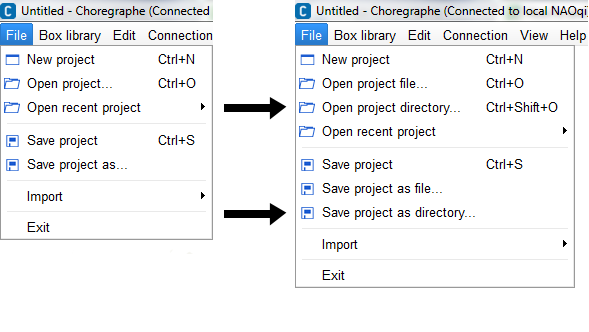 C Untitled - Choregraphe (Connected
File Box library Edit Connection
New project Ctrl+N
Open project... Ctrl+O
Open recent project
Save project Ctrl+S
Save project as...
Import
Exit
C Untitled - Choregraphe (Connected to local NAOqi
File Box library Edit Connection View Help
New project Ctrl+N
Open project file... Ctrl+O
Open project directory... Ctrl+Shift+O
Open recent project
Save project Ctrl+S
Save project as file...
Save project as directory...
Import
Exit